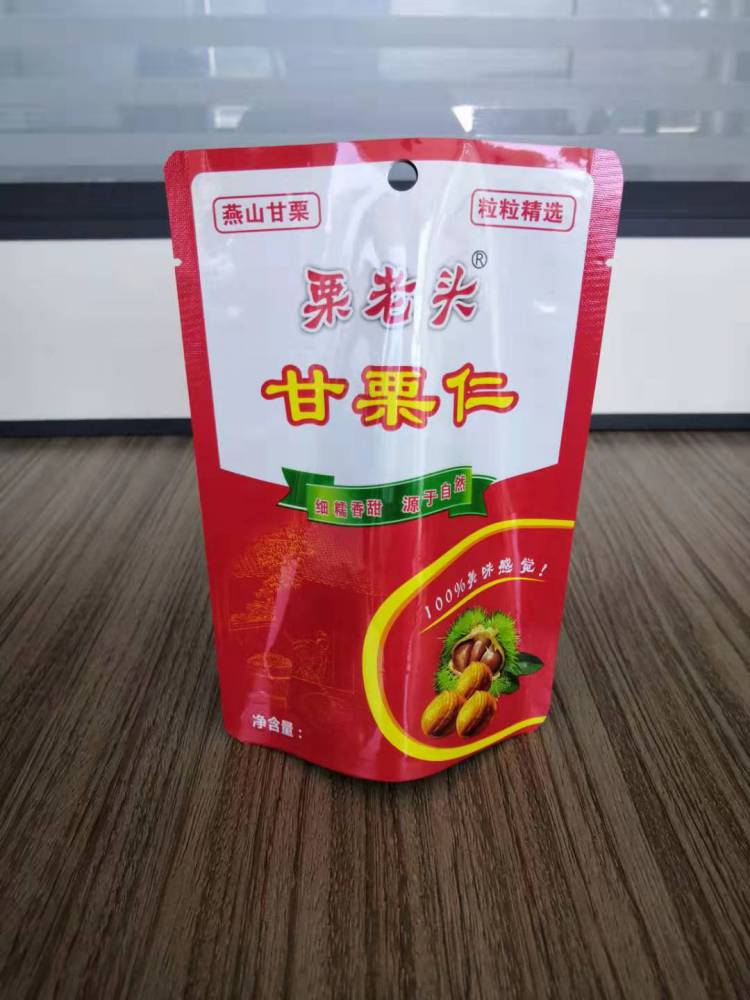 燕山甘栗
粒粒精选
栗老头®
甘栗仁
细糯香甜 源于自然
100%美味感觉！
净含量：